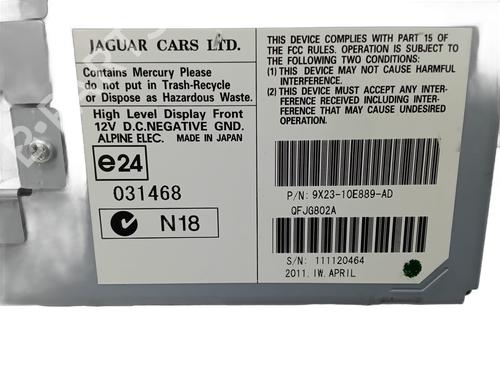 JAGUAR CARS LTD.
Contains Mercury Please
do not put in Trash-Recycle
or Dispose as Hazardous Waste.
High Level Display Front
12V D.C.NEGATIVE GND.
ALPINE ELEC. MADE IN JAPAN
e24
031468
N18
THIS DEVICE COMPLIES WITH PART 15 OF
THE FCC RULES. OPERATION IS SUBJECT TO
THE FOLLOWING TWO CONDITIONS:
(1) THIS DEVICE MAY NOT CAUSE HARMFUL
INTERFERENCE.
(2) THIS DEVICE MUST ACCEPT ANY INTER-
FERENCE RECEIVED INCLUDING INTER-
FERENCE THAT MAY CAUSE UNDESIRED
OPERATION.
P/N: 9X23-10E889-AD
QFJG802A
S/N: 111120464
2011. IW. APRIL